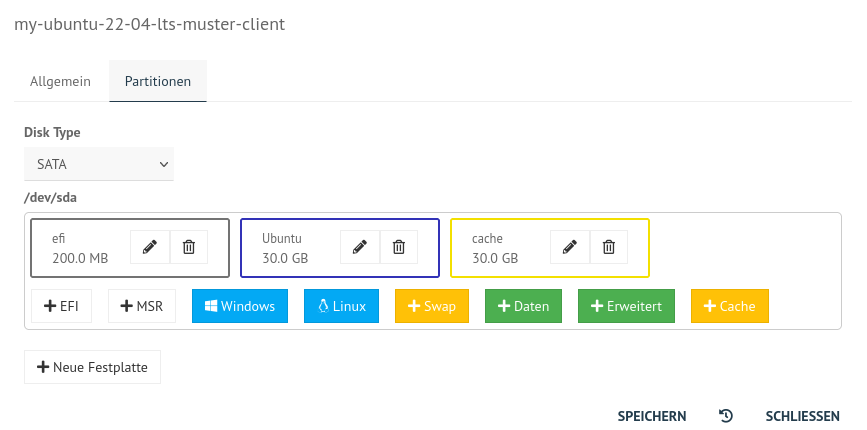 my-ubuntu-22-04-lts-muster-client
Allgemein Partitionen
Disk Type
SATA
/dev/sda
efi Ubuntu cache
200.0 MB 30.0 GB 30.0 GB
EFI MSR Windows Linux Swap Daten Erweitert Cache
Neue Festplatte
SPEICHERN SCHLIESSEN